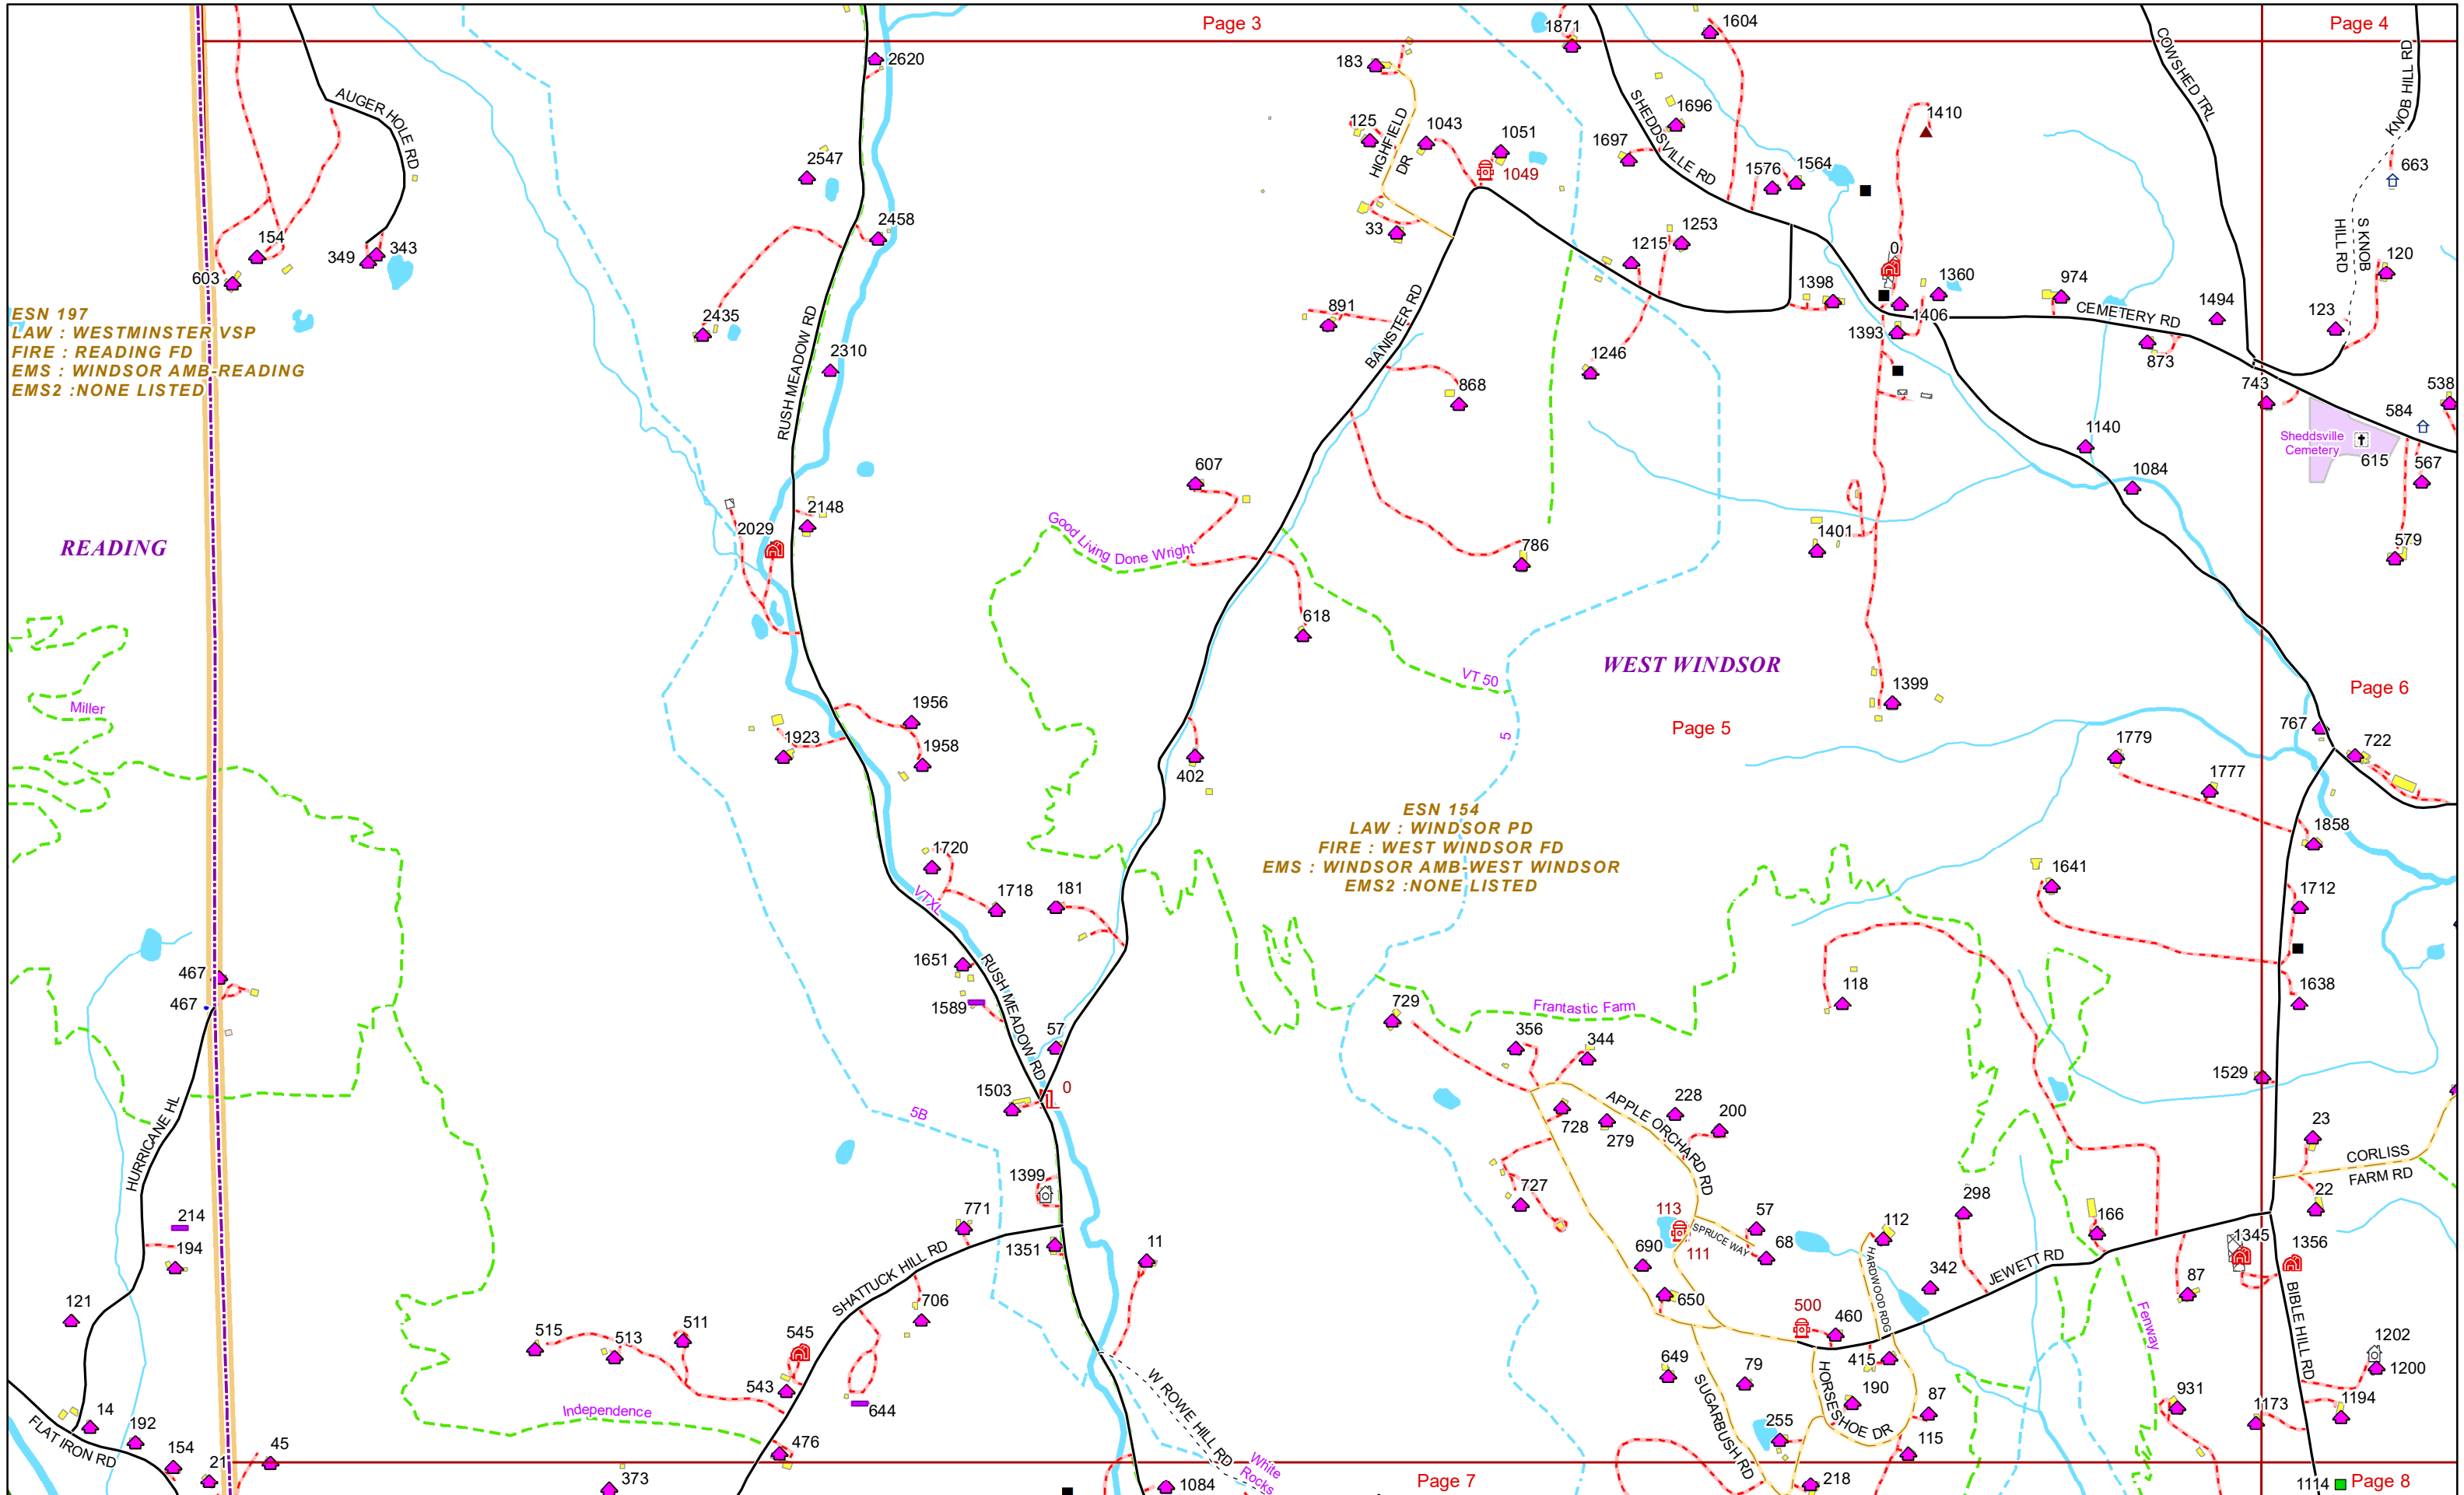 Page 3
Page 4
1871
1604
2620
183
AUGER HOLE RD
COWSHED TRL
KNOB HILL RD
SHEDDSVILLE RD
1696
1410
125
HIGHFIELD DR
1043
1051
1697
1049
2547
1576
1564
663
2458
33
1253
1215
S KNOB HILL RD
154
349
343
0
120
603
1398
1360
974
1494
123
2435
RUSH MEADOW RD
891
BANISTER RD
1406
1393
CEMETERY RD
873
ESN 197
LAW : WESTMINSTER VSP
FIRE : READING FD
EMS : WINDSOR AMB-READING
EMS2 :NONE LISTED
2310
1246
868
743
538
584
1140
Sheddsville
Cemetery
615
567
607
1084
2148
2029
READING
Good Living Done Wright
786
1401
579
618
WEST WINDSOR
VT 50
1399
Page 6
Miller
1956
Page 5
5
767
722
1923
1958
402
1779
1777
ESN 154
LAW : WINDSOR PD
FIRE : WEST WINDSOR FD
EMS : WINDSOR AMB-WEST WINDSOR
EMS2 :NONE LISTED
1858
1720
1641
VTXL
1718
181
1712
467
1651
RUSH MEADOW RD
118
1638
467
1589
729
Frantastic Farm
57
356
344
1503
0
1529
5B
HURRICANE HL
APPLE ORCHARD RD
228
200
728
279
23
CORLISS
FARM RD
1399
727
298
22
214
771
113
57
112
166
194
1351
11
111
SPRUCE WAY
68
1345
1356
SHATTUCK HILL RD
690
HARDWOOD RDG
342
JEWETT RD
87
BIBLE HILL RD
121
706
650
500
460
Fenway
515
513
511
545
1202
649
79
415
1200
543
W ROWE HILL RD
SUGARBUSH RD
HORSESHOE DR
190
87
931
1173
1194
644
Independence
14
192
255
FLAT IRON RD
154
45
476
115
21
373
White
Rocks
1084
Page 7
218
1114
Page 8